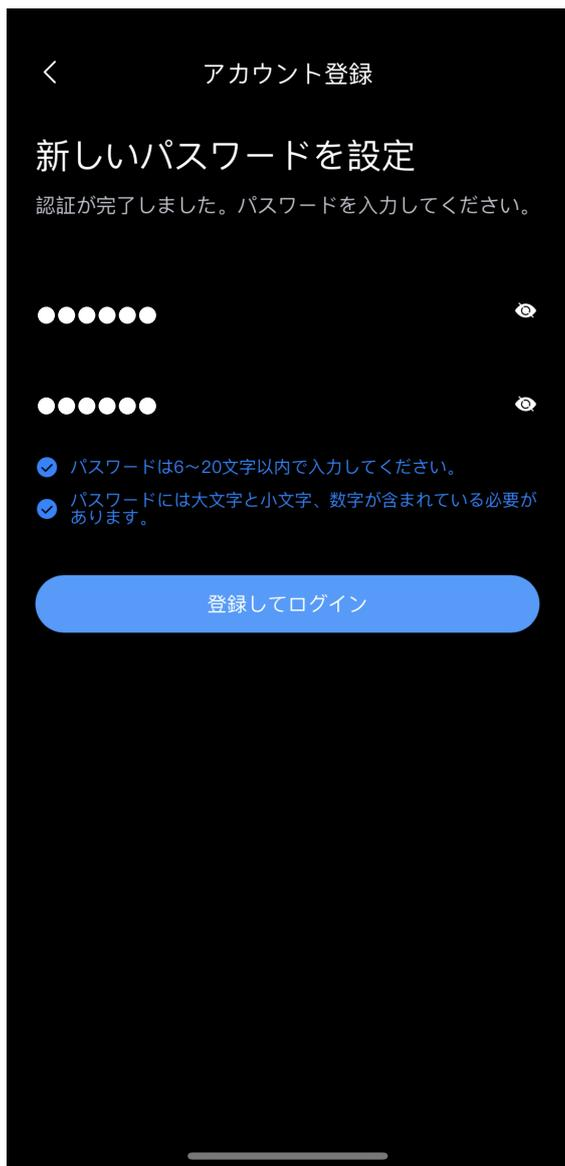 アカウント登録
新しいパスワードを設定
認証が完了しました。パスワードを入力してください。
●●●●●●
●●●●●●
パスワードは6〜20文字以内で入力してください。
パスワードには大文字と小文字、数字が含まれている必要が
あります。
登録してログイン